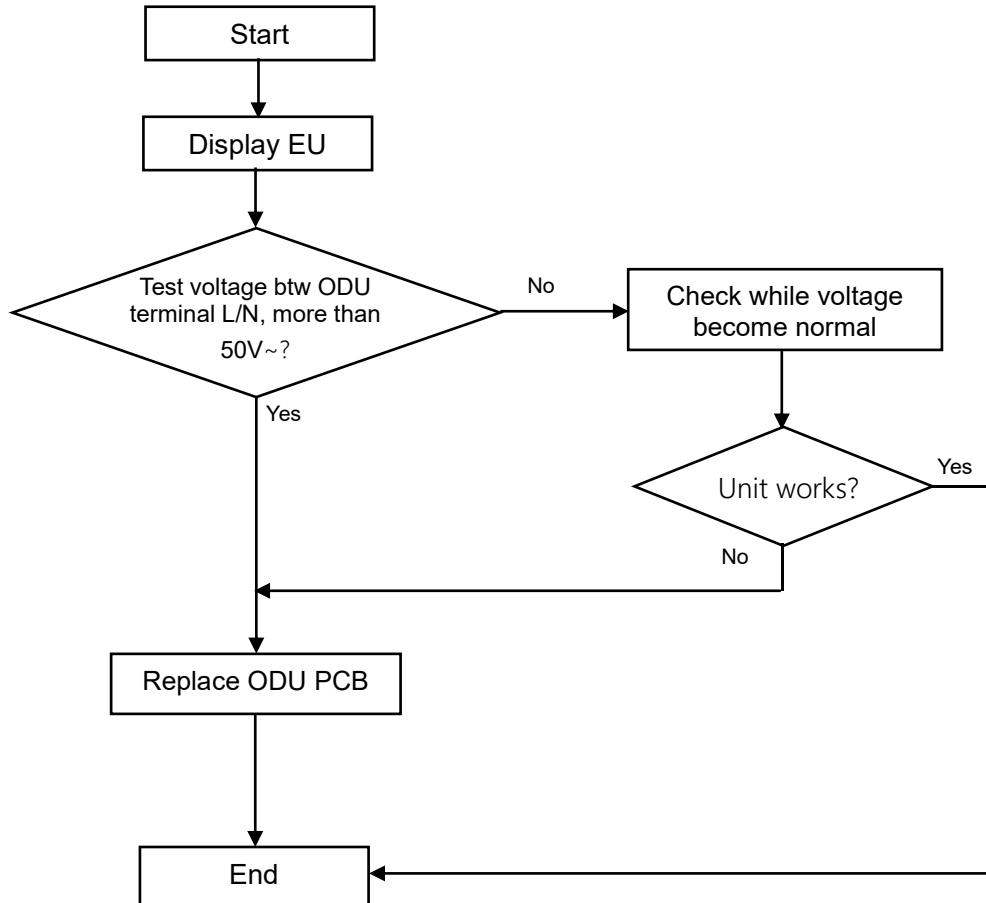 Start
Display EU
Test voltage btw ODU
terminal L/N, more than
50V~?
No
Check while voltage
become normal
Yes
Unit works?
Yes
No
Replace ODU PCB
End